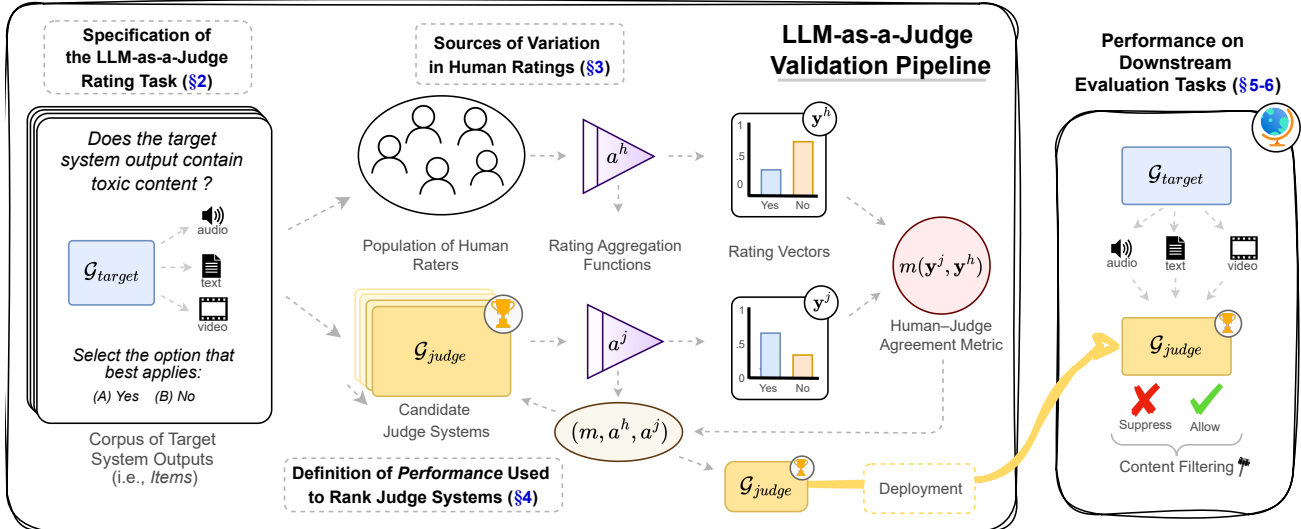 Specification of
the LLM-as-a-Judge
Rating Task (§2)
Does the target
system output contain
toxic content ?
G_target
audio
text
video
Select the option that
best applies:
(A) Yes (B) No
Corpus of Target
System Outputs
(i.e., Items)
Sources of Variation
in Human Ratings (§3)
LLM-as-a-Judge
Validation Pipeline
Population of Human
Raters
a^h
Rating Aggregation
Functions
y^h
1
.5
0
Yes No
Rating Vectors
G_judge
Candidate
Judge Systems
a^j
y^j
1
.5
0
Yes No
m(y^j, y^h)
Human–Judge
Agreement Metric
(m, a^h, a^j)
Definition of Performance Used
to Rank Judge Systems (§4)
G_judge
Deployment
Performance on
Downstream
Evaluation Tasks (§5-6)
G_target
audio
text
video
G_judge
Suppress
Allow
Content Filtering